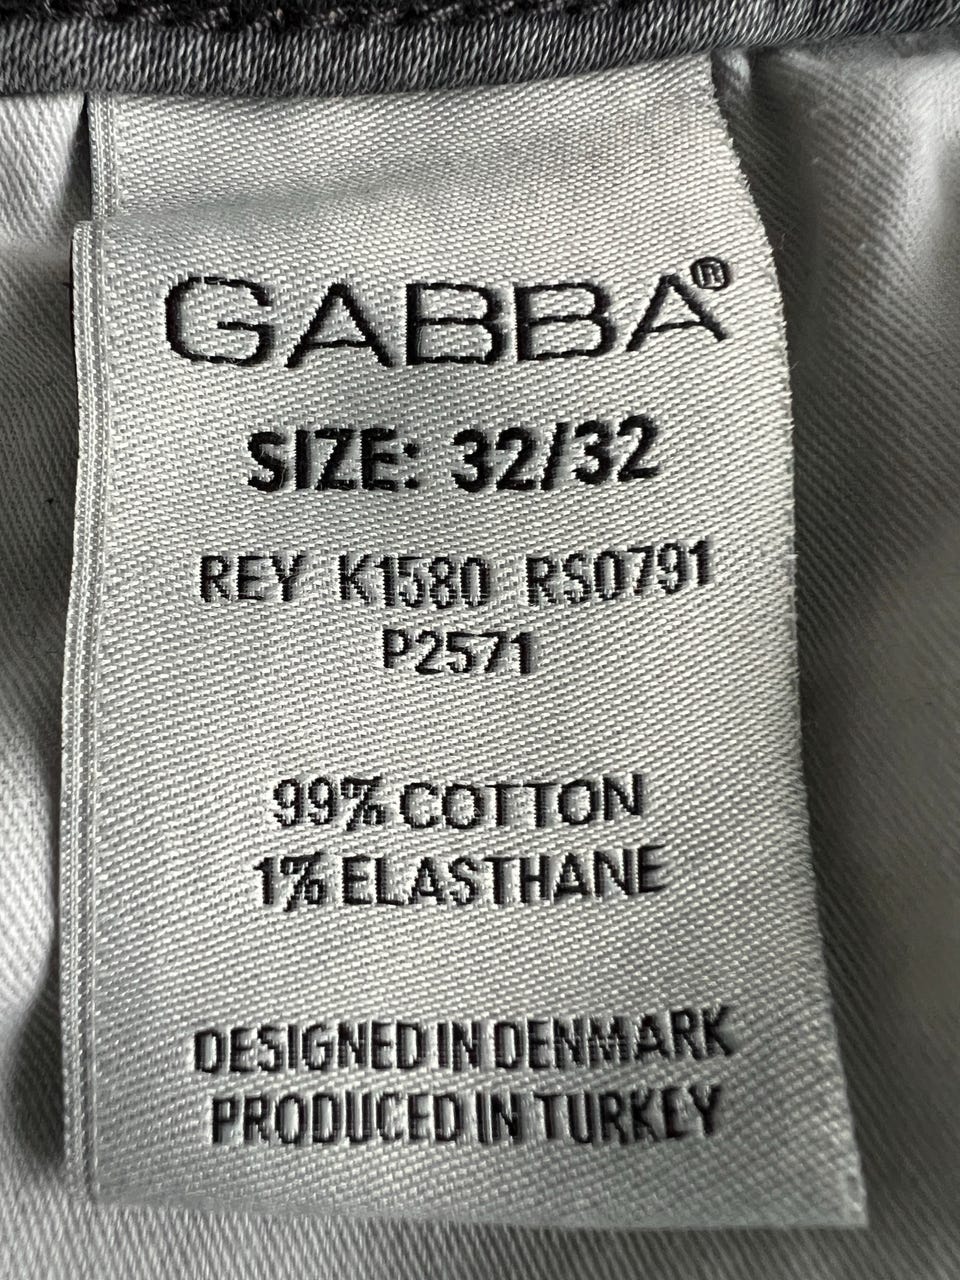 GABBA®
SIZE: 32/32
REY K1580 RS0791
P2571
99% COTTON
1% ELASTHANE
DESIGNED IN DENMARK
PRODUCED IN TURKEY